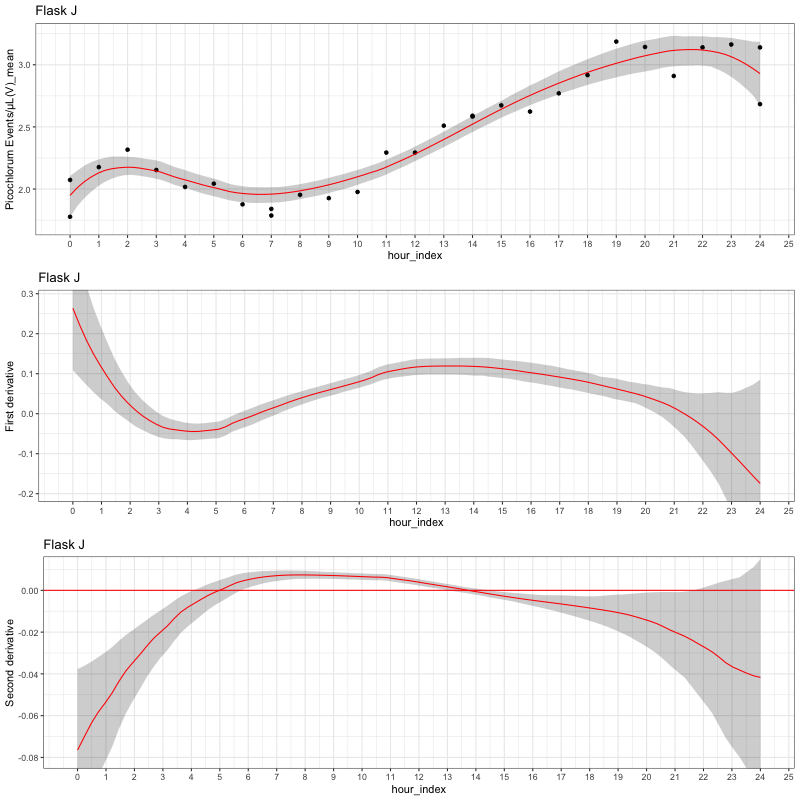 Flask J
Picochlorum Events/µL(V)_mean
3.0
2.5
2.0
0 1 2 3 4 5 6 7 8 9 10 11 12 13 14 15 16 17 18 19 20 21 22 23 24 25
hour_index
Flask J
First derivative
0.3
0.2
0.1
0.0
-0.1
-0.2
0 1 2 3 4 5 6 7 8 9 10 11 12 13 14 15 16 17 18 19 20 21 22 23 24 25
hour_index
Flask J
Second derivative
0.00
-0.02
-0.04
-0.06
-0.08
0 1 2 3 4 5 6 7 8 9 10 11 12 13 14 15 16 17 18 19 20 21 22 23 24 25
hour_index